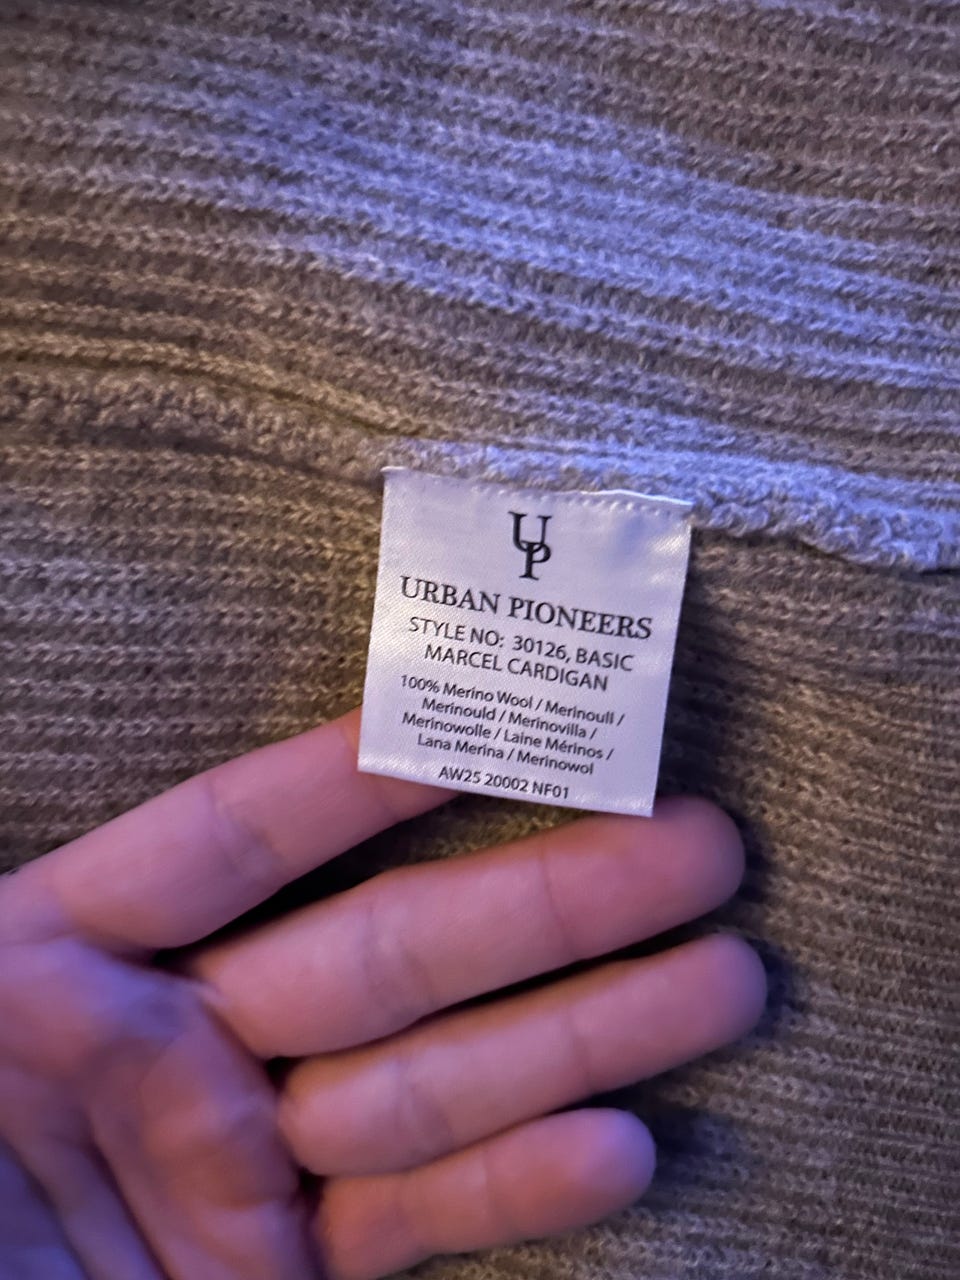 UP
URBAN PIONEERS
STYLE NO: 30126, BASIC
MARCEL CARDIGAN
100% Merino Wool / Merinoull /
Merinould / Merinovilla /
Merinowolle / Laine Mérinos /
Lana Merina / Merinowol
AW25 20002 NF01